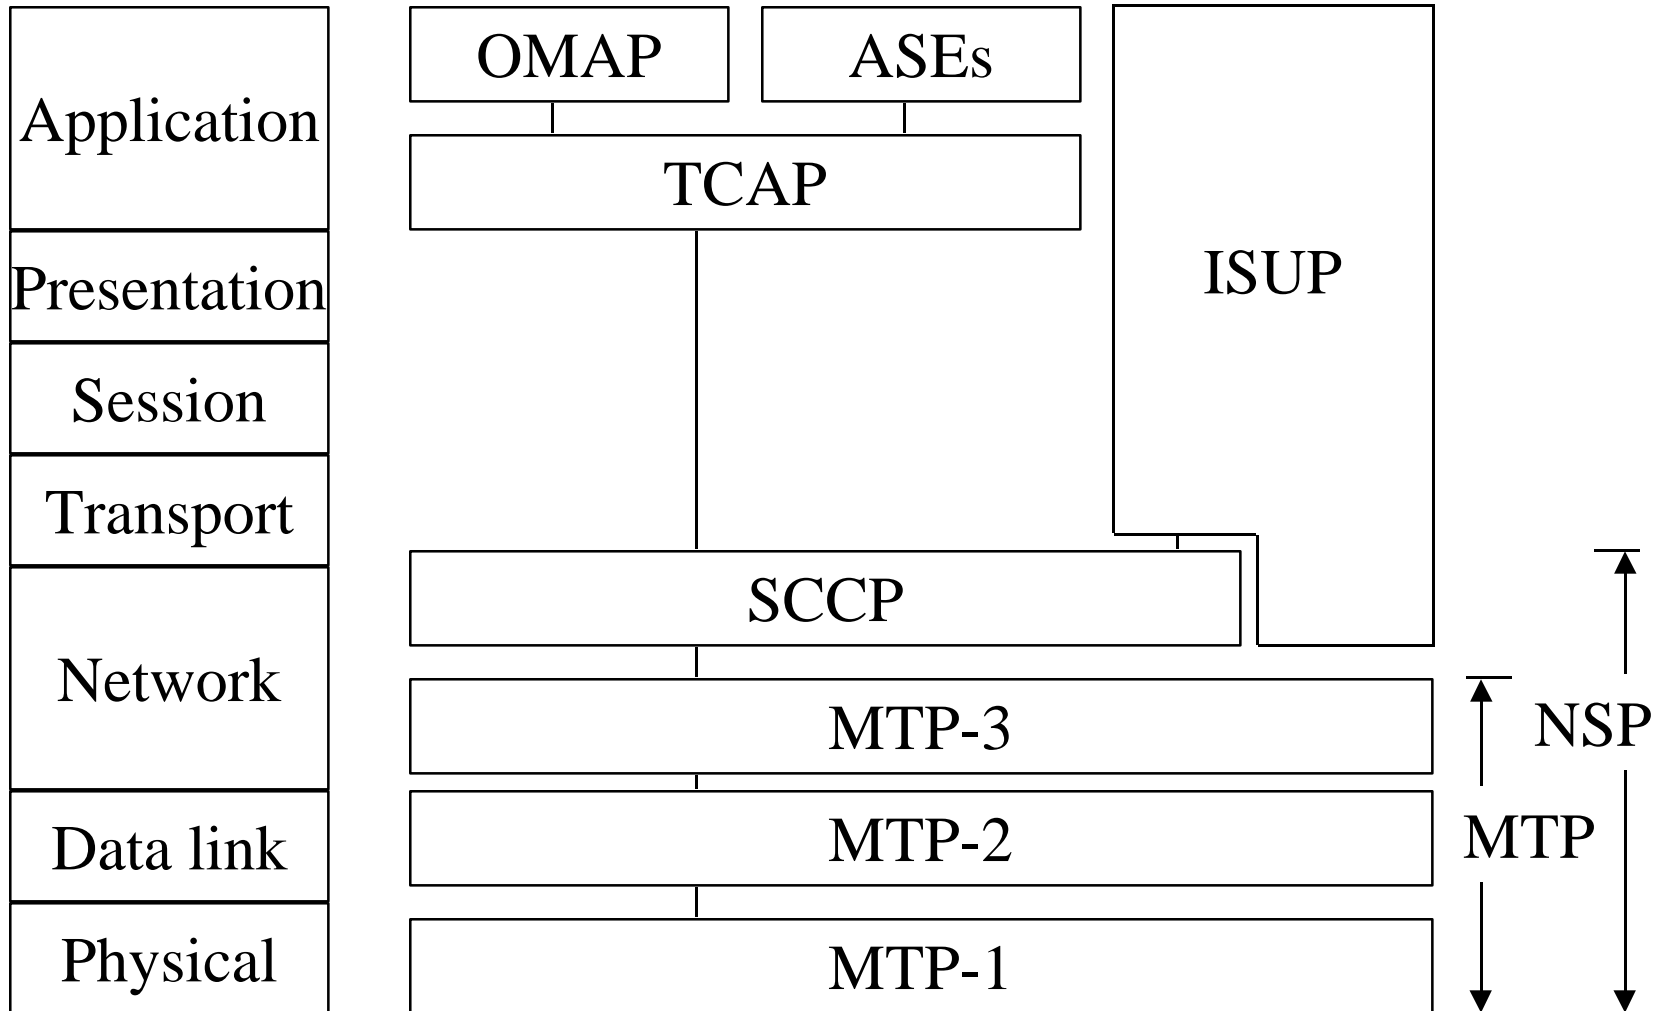 Application
Presentation
Session
Transport
Network
Data link
Physical
OMAP
ASEs
TCAP
ISUP
SCCP
MTP-3
MTP-2
MTP-1
MTP
NSP